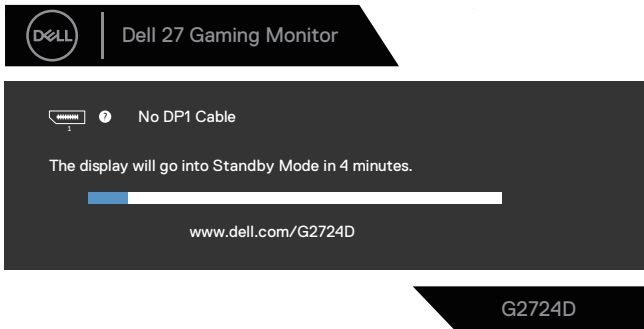 DELL
Dell 27 Gaming Monitor
? No DP1 Cable
1
The display will go into Standby Mode in 4 minutes.
www.dell.com/G2724D
G2724D